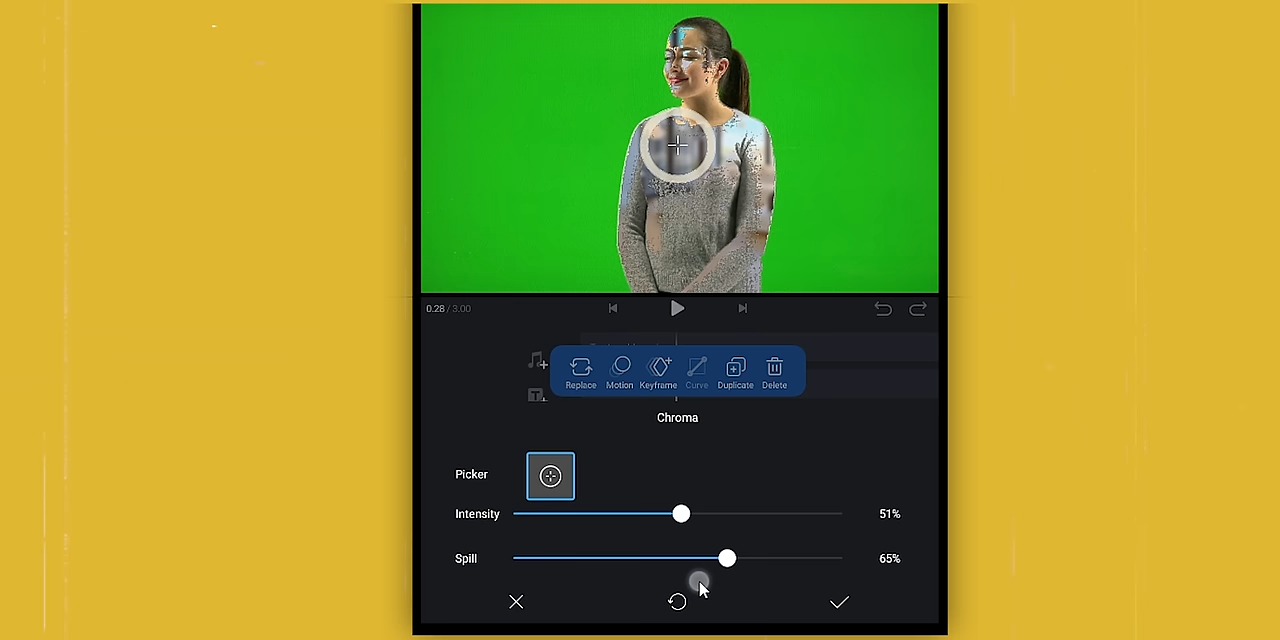 0.28 / 3.00
Replace Motion Keyframe Curve Duplicate Delete
Chroma
Picker
Intensity 51%
Spill 65%